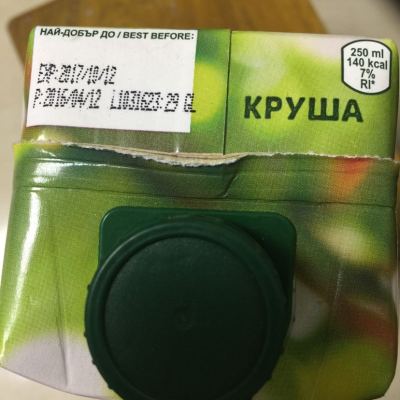 НАЙ-ДОБЪР ДО / BEST BEFORE:
EXP:2017/10/12
P:2016/04/12 L1031623:29 QL
КРУША
250 ml
140 kcal
7%
RI*